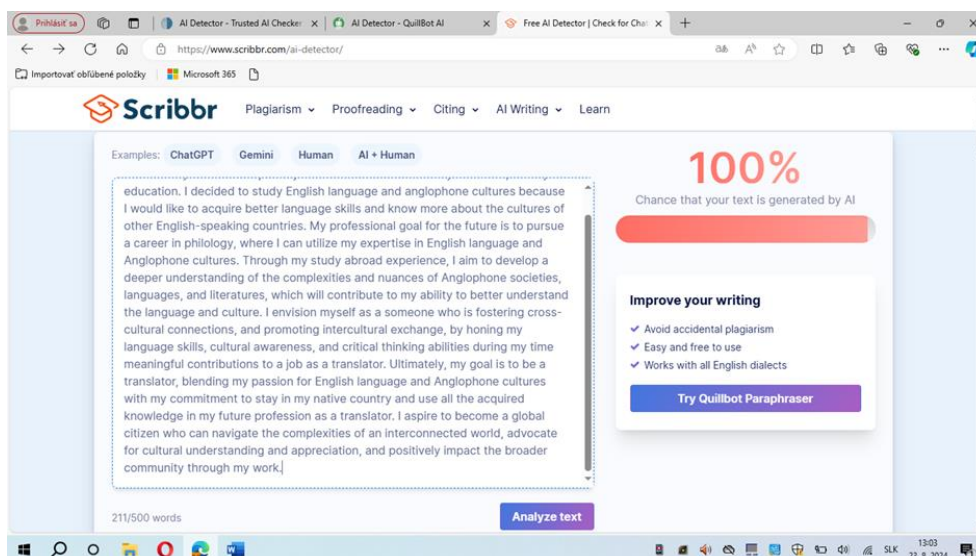 Prihlásiť sa
AI Detector - Trusted AI Checker
AI Detector - QuillBot AI
Free AI Detector | Check for Chat
https://www.scribbr.com/ai-detector/
Importovať obľúbené položky
Microsoft 365
Scribbr
Plagiarism
Proofreading
Citing
AI Writing
Learn
Examples: ChatGPT Gemini Human AI + Human
education. I decided to study English language and anglophone cultures because
I would like to acquire better language skills and know more about the cultures of
other English-speaking countries. My professional goal for the future is to pursue
a career in philology, where I can utilize my expertise in English language and
Anglophone cultures. Through my study abroad experience, I aim to develop a
deeper understanding of the complexities and nuances of Anglophone societies,
languages, and literatures, which will contribute to my ability to better understand
the language and culture. I envision myself as a someone who is fostering cross-
cultural connections, and promoting intercultural exchange, by honing my
language skills, cultural awareness, and critical thinking abilities during my time
meaningful contributions to a job as a translator. Ultimately, my goal is to be a
translator, blending my passion for English language and Anglophone cultures
with my commitment to stay in my native country and use all the acquired
knowledge in my future profession as a translator. I aspire to become a global
citizen who can navigate the complexities of an interconnected world, advocate
for cultural understanding and appreciation, and positively impact the broader
community through my work.
211/500 words
Analyze text
100%
Chance that your text is generated by AI
Improve your writing
Avoid accidental plagiarism
Easy and free to use
Works with all English dialects
Try Quillbot Paraphraser
SLK
13:03